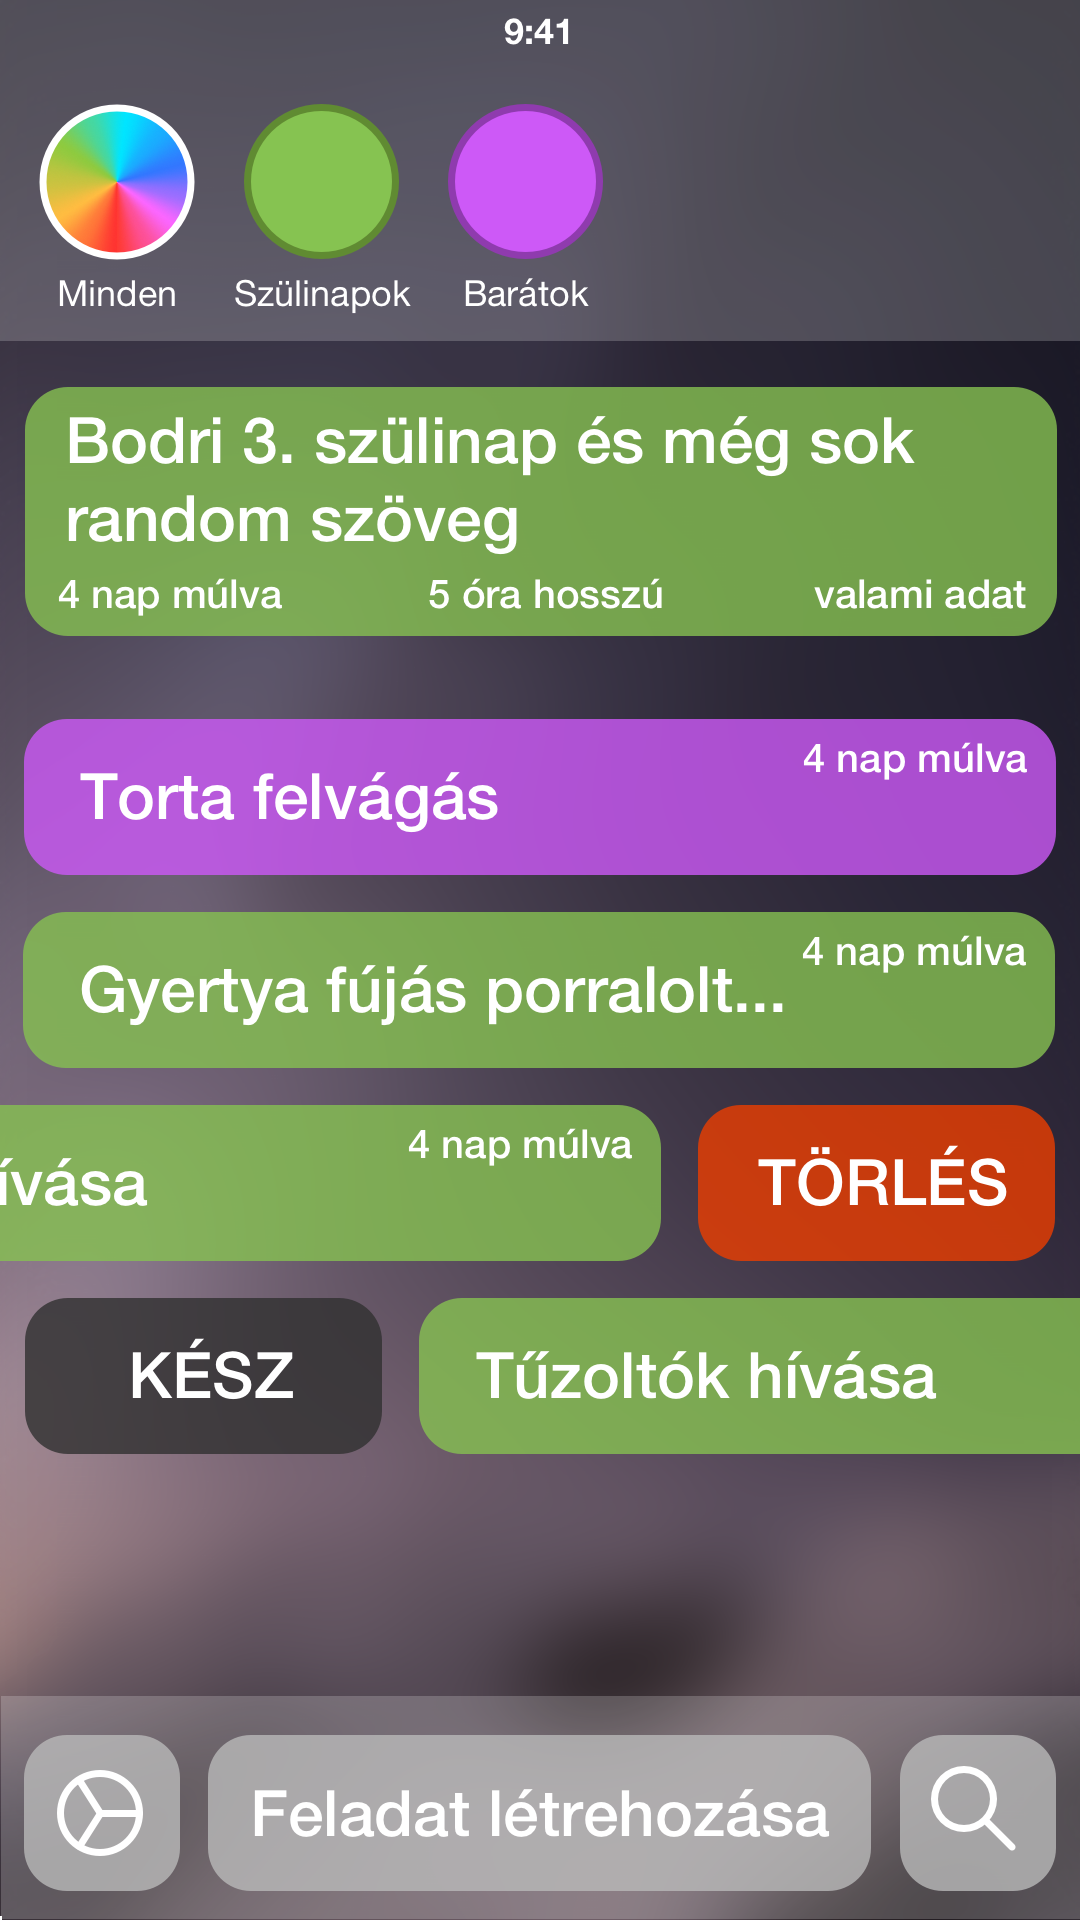 9:41
Minden
Szülinapok
Barátok
Bodri 3. szülinap és még sok
random szöveg
4 nap múlva
5 óra hosszú
valami adat
4 nap múlva
Torta felvágás
4 nap múlva
Gyertya fújás porralolt...
4 nap múlva
ívása
TÖRLÉS
KÉSZ
Tűzoltók hívása
Feladat létrehozása